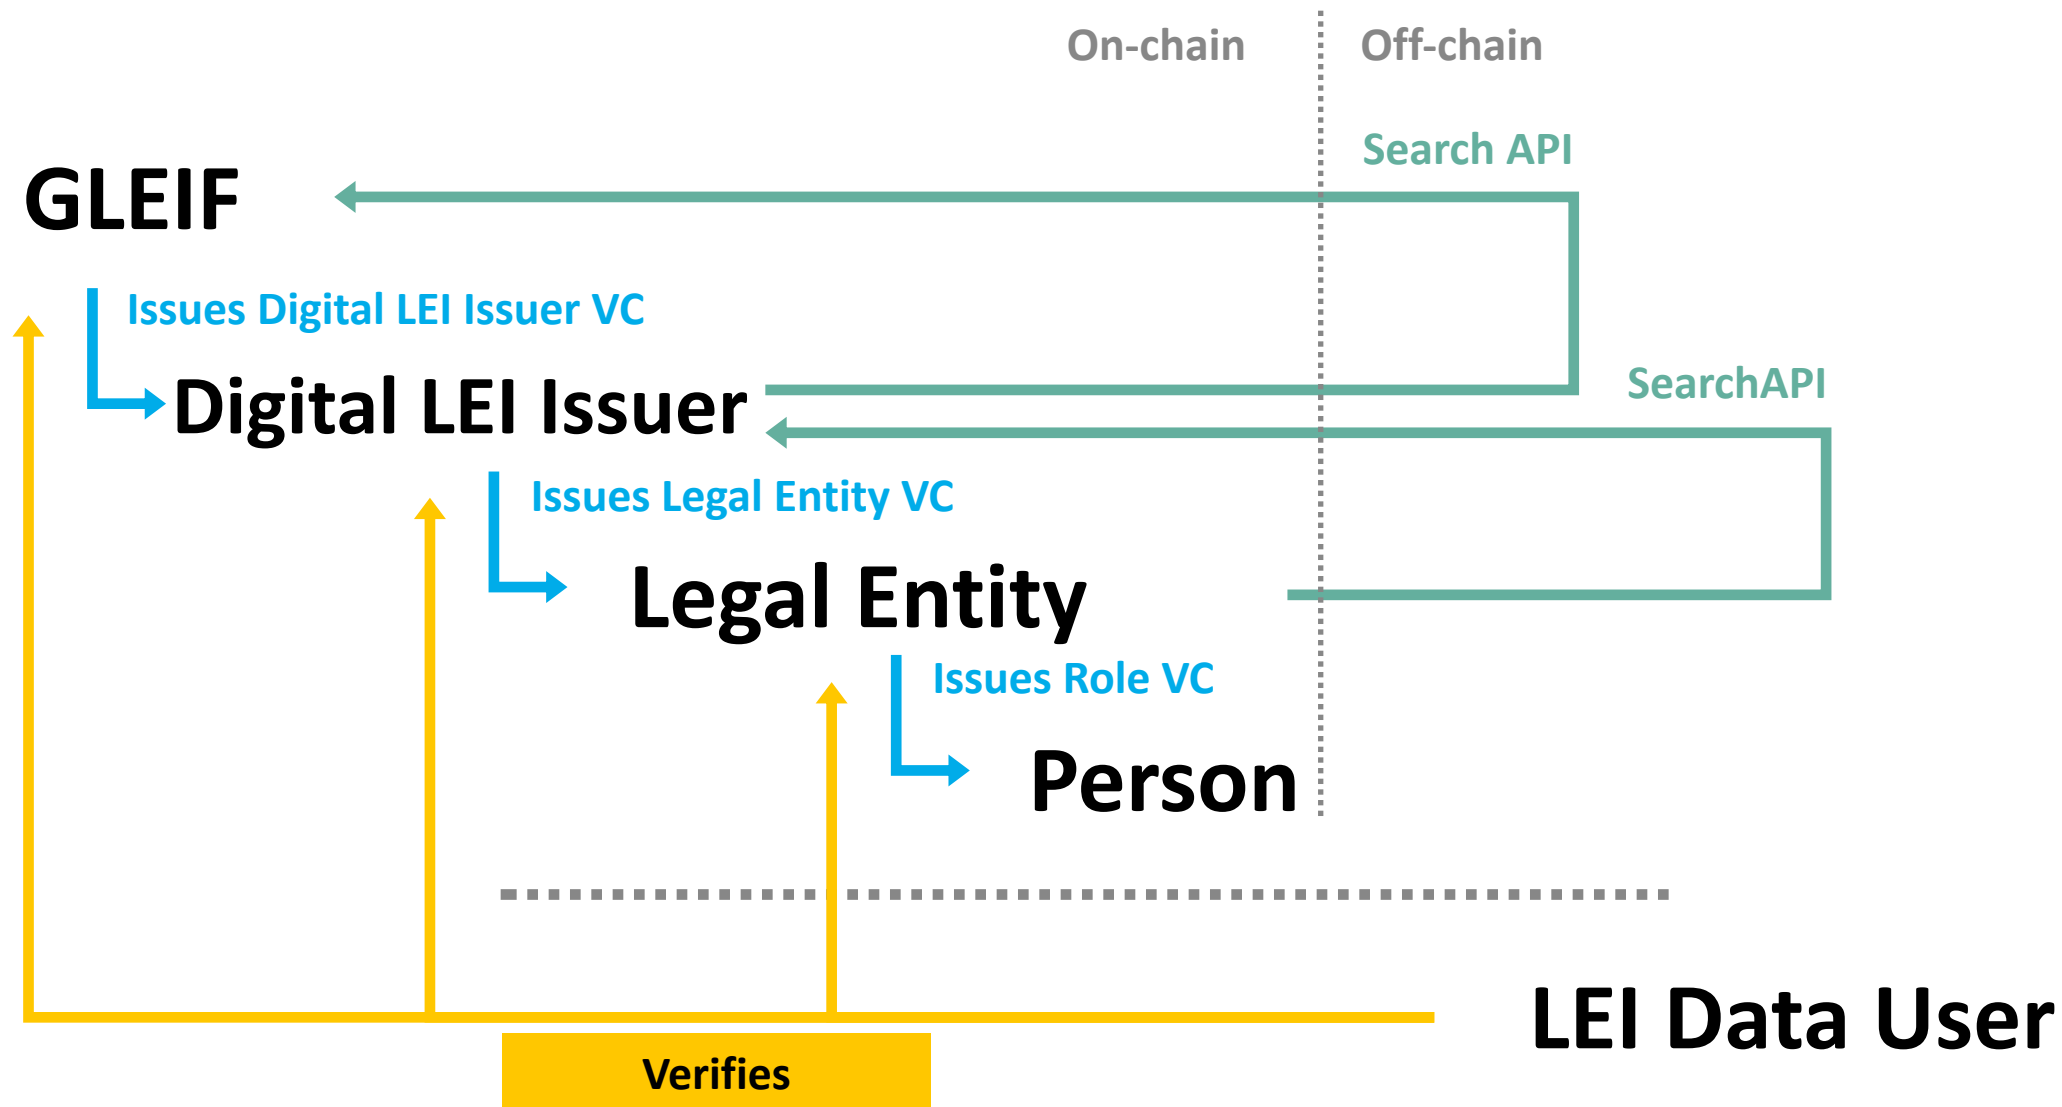 On-chain
Off-chain
Search API
GLEIF
Issues Digital LEI Issuer VC
Digital LEI Issuer
SearchAPI
Issues Legal Entity VC
Legal Entity
Issues Role VC
Person
LEI Data User
Verifies